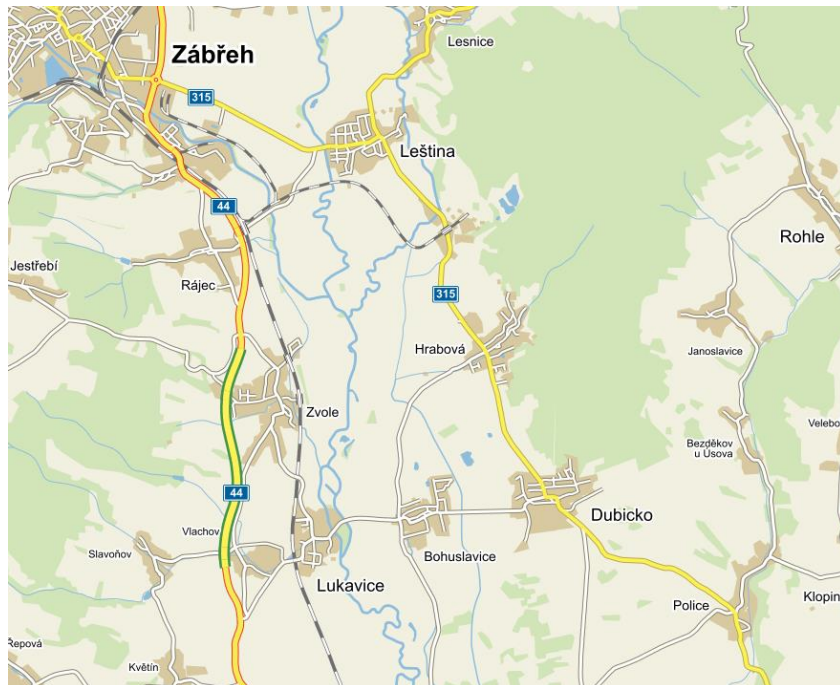 Lesnice
Zábřeh
315
Leština
44
Rohle
Jestřebí
Rájec
315
Hrabová
Janoslavice
Zvole
Velebo
Bezděkov
u Úsova
44
Dubicko
Vlachov
Slavoňov
Bohuslavice
Lukavice
Klopin
Police
Řepová
Květín